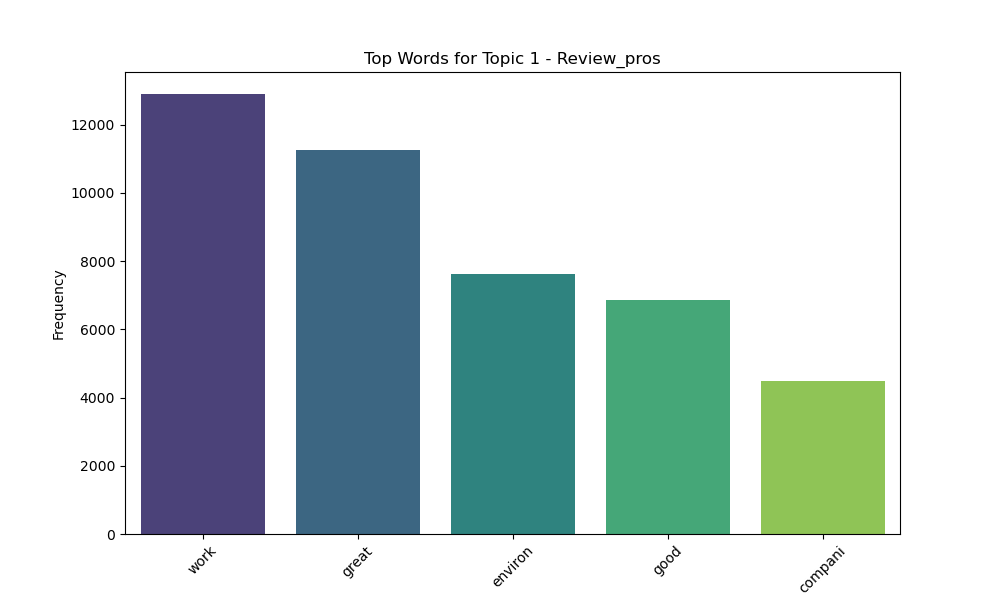 Top Words for Topic 1 - Review_pros
12000
10000
8000
6000
4000
2000
0
Frequency
work
great
environ
good
compani